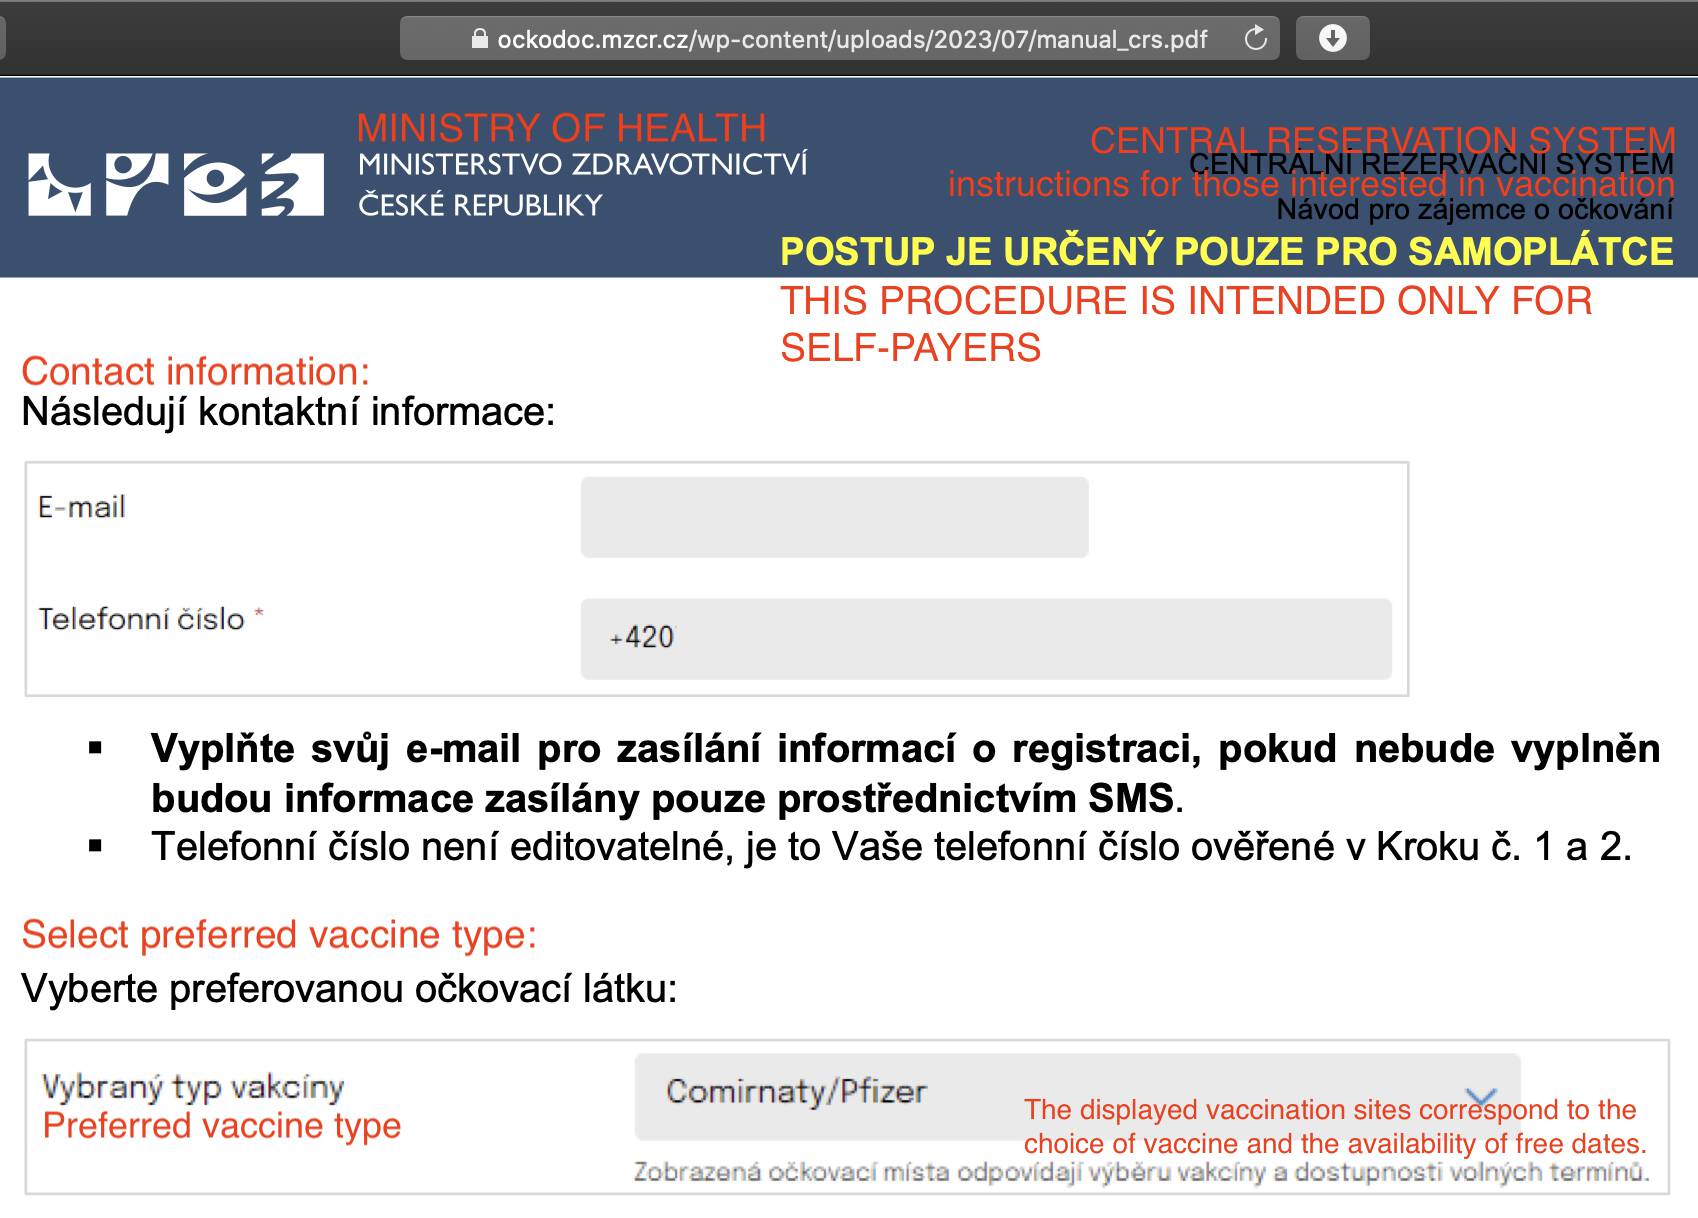 ockodoc.mzcr.cz/wp-content/uploads/2023/07/manual_crs.pdf
MINISTRY OF HEALTH
MINISTERSTVO ZDRAVOTNICTVÍ
ČESKÉ REPUBLIKY
CENTRAL RESERVATION SYSTEM
CENTRÁLNÍ REZERVAČNÍ SYSTÉM
instructions for those interested in vaccination
Návod pro zájemce o očkování
POSTUP JE URČENÝ POUZE PRO SAMOPLÁTCE
THIS PROCEDURE IS INTENDED ONLY FOR
SELF-PAYERS
Contact information:
Následují kontaktní informace:
E-mail
Telefonní číslo *
+420
▪ Vyplňte svůj e-mail pro zasílání informací o registraci, pokud nebude vyplněn
budou informace zasílány pouze prostřednictvím SMS.
▪ Telefonní číslo není editovatelné, je to Vaše telefonní číslo ověřené v Kroku č. 1 a 2.
Select preferred vaccine type:
Vyberte preferovanou očkovací látku:
Vybraný typ vakcíny
Preferred vaccine type
Comirnaty/Pfizer
The displayed vaccination sites correspond to the
choice of vaccine and the availability of free dates.
Zobrazená očkovací místa odpovídají výběru vakcíny a dostupnosti volných termínů.